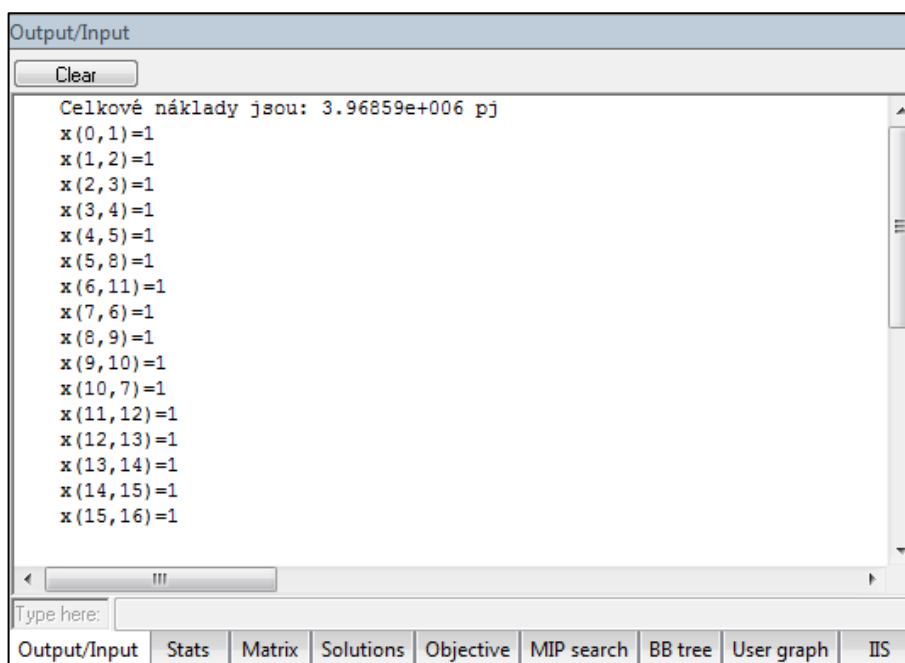 Output/Input
Clear
Celkové náklady jsou: 3.96859e+006 pj
x(0,1)=1
x(1,2)=1
x(2,3)=1
x(3,4)=1
x(4,5)=1
x(5,8)=1
x(6,11)=1
x(7,6)=1
x(8,9)=1
x(9,10)=1
x(10,7)=1
x(11,12)=1
x(12,13)=1
x(13,14)=1
x(14,15)=1
x(15,16)=1
Type here:
Output/Input Stats Matrix Solutions Objective MIP search BB tree User graph IIS